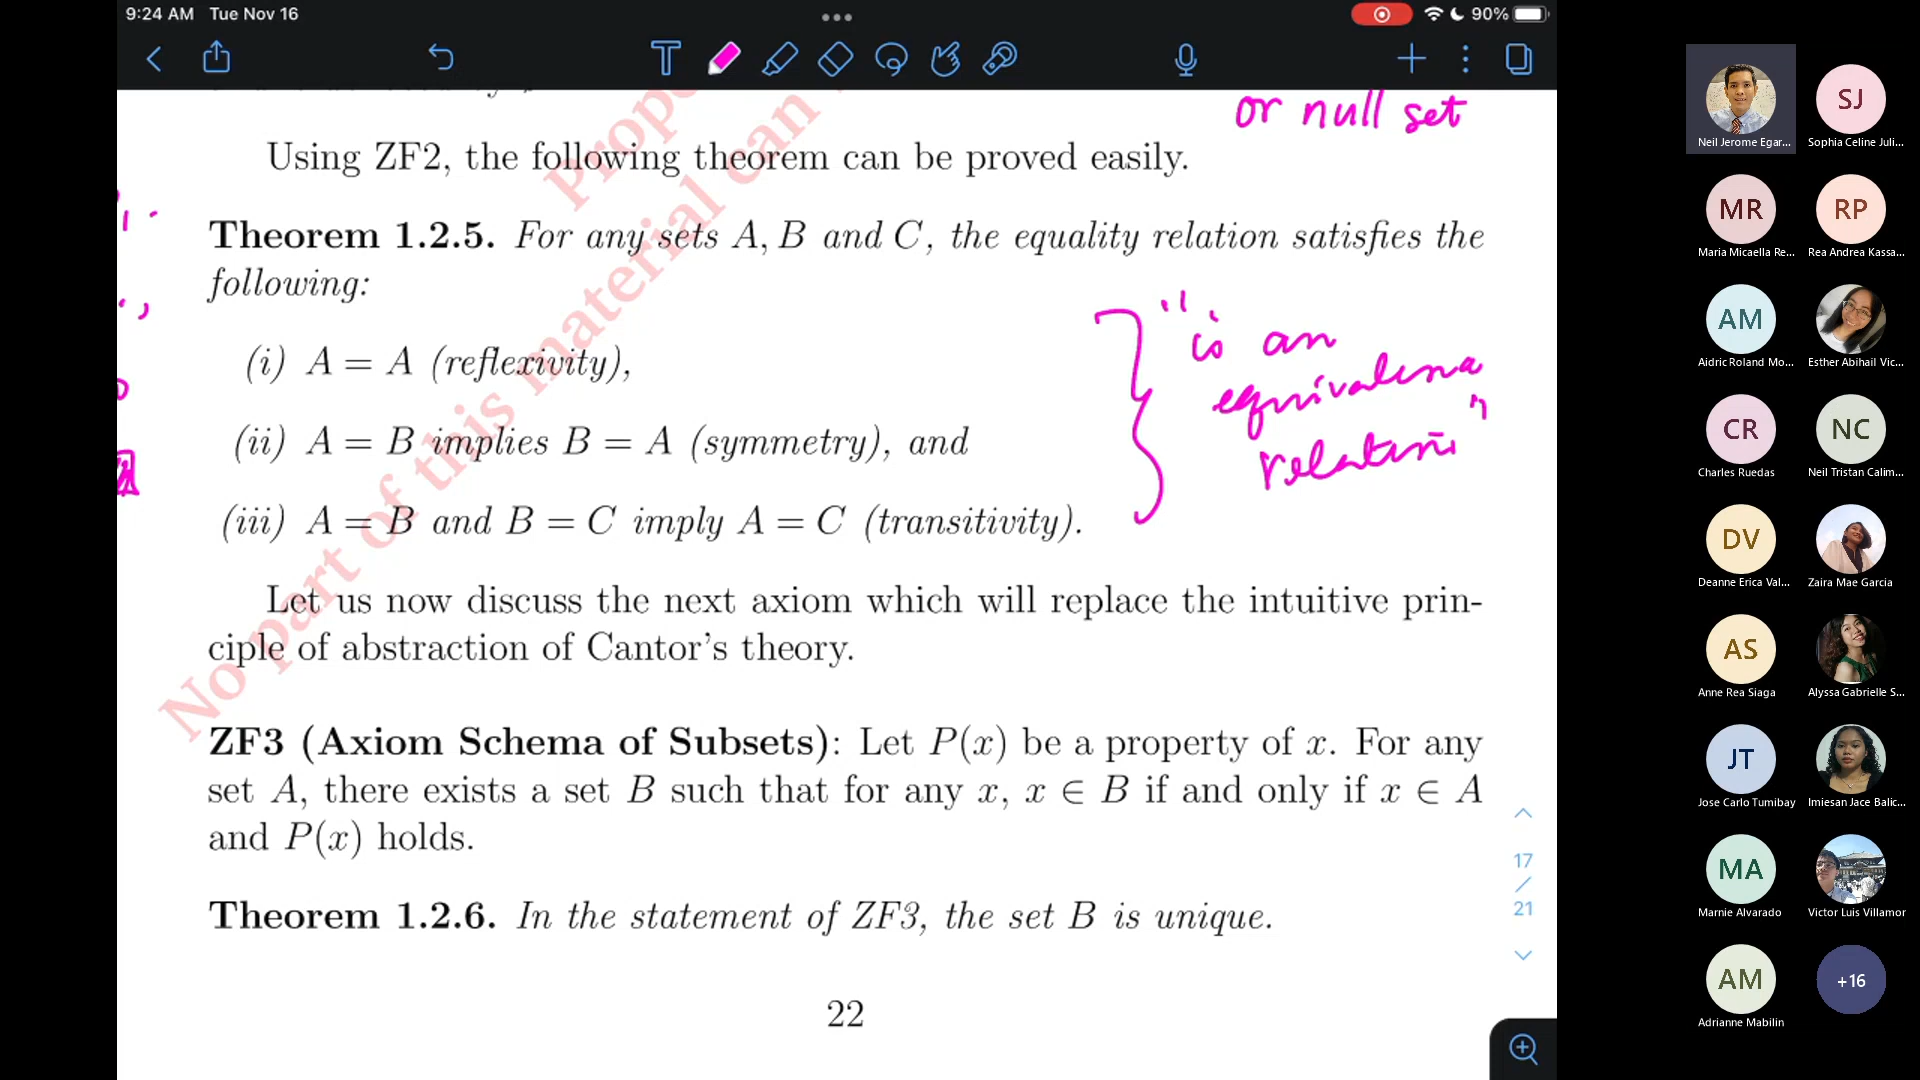 9:24 AM Tue Nov 16
90%
or null set
Using ZF2, the following theorem can be proved easily.
Theorem 1.2.5. For any sets A, B and C, the equality relation satisfies the
following:
(i) A = A (reflexivity),
(ii) A = B implies B = A (symmetry), and
(iii) A = B and B = C imply A = C (transitivity).
"is an
equivalence
relation"
Let us now discuss the next axiom which will replace the intuitive prin-
ciple of abstraction of Cantor's theory.
ZF3 (Axiom Schema of Subsets): Let P(x) be a property of x. For any
set A, there exists a set B such that for any x, x ∈ B if and only if x ∈ A
and P(x) holds.
Theorem 1.2.6. In the statement of ZF3, the set B is unique.
22
No part of this material can
17
/
21
Neil Jerome Egar...
SJ
Sophia Celine Juli...
MR
Maria Micaella Re...
RP
Rea Andrea Kassa...
AM
Aidric Roland Mo...
Esther Abihail Vic...
CR
Charles Ruedas
NC
Neil Tristan Calim...
DV
Deanne Erica Val...
Zaira Mae Garcia
AS
Anne Rea Siaga
Alyssa Gabrielle S...
JT
Jose Carlo Tumibay
Imiesan Jace Balic...
MA
Marnie Alvarado
Victor Luis Villamor
AM
Adrianne Mabilin
+16